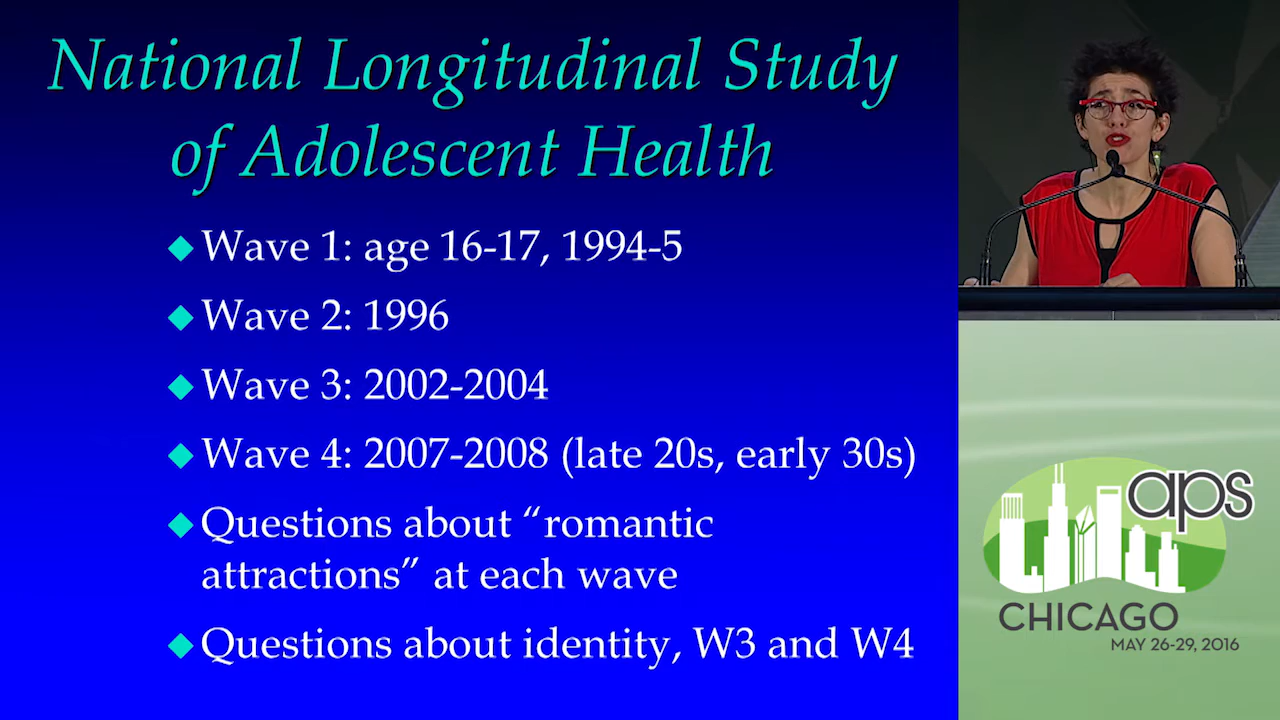 National Longitudinal Study
of Adolescent Health
Wave 1: age 16-17, 1994-5
Wave 2: 1996
Wave 3: 2002-2004
Wave 4: 2007-2008 (late 20s, early 30s)
Questions about “romantic
attractions” at each wave
Questions about identity, W3 and W4
aps
CHICAGO
MAY 26-29, 2016